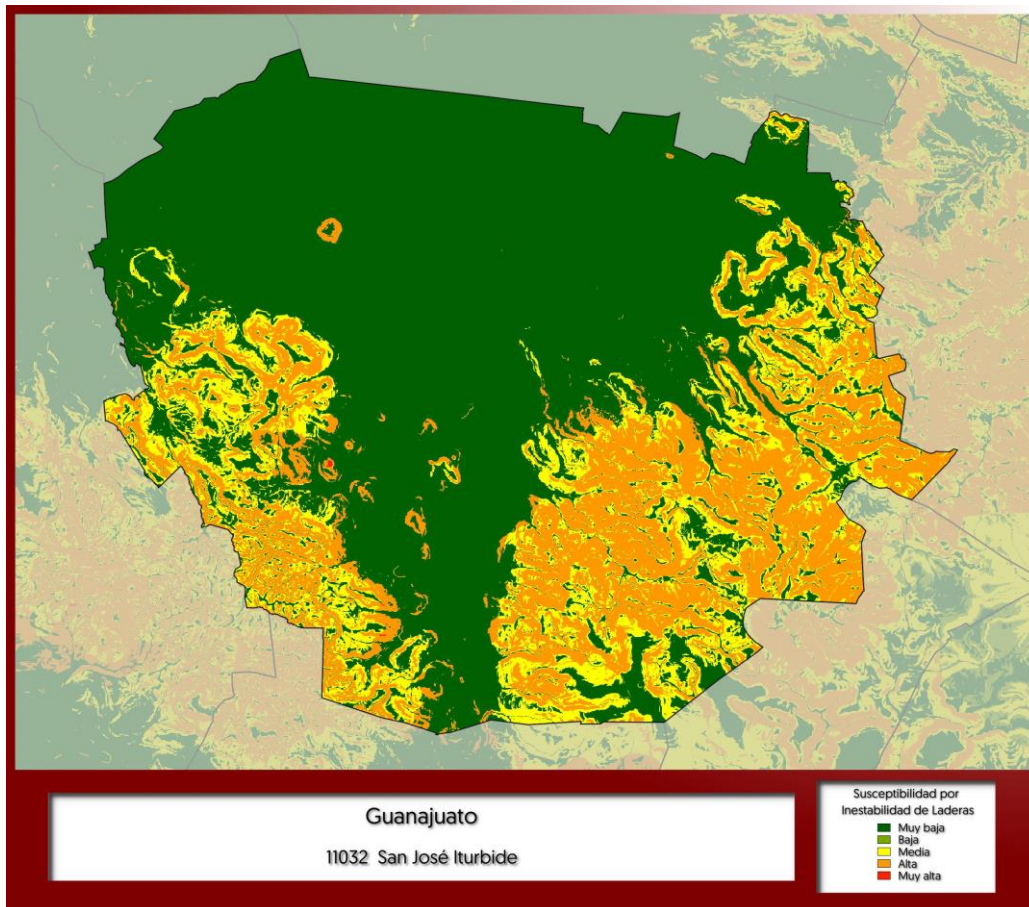 Guanajuato
11032 San José Iturbide
Susceptibilidad por
Inestabilidad de Laderas
Muy baja
Baja
Media
Alta
Muy alta